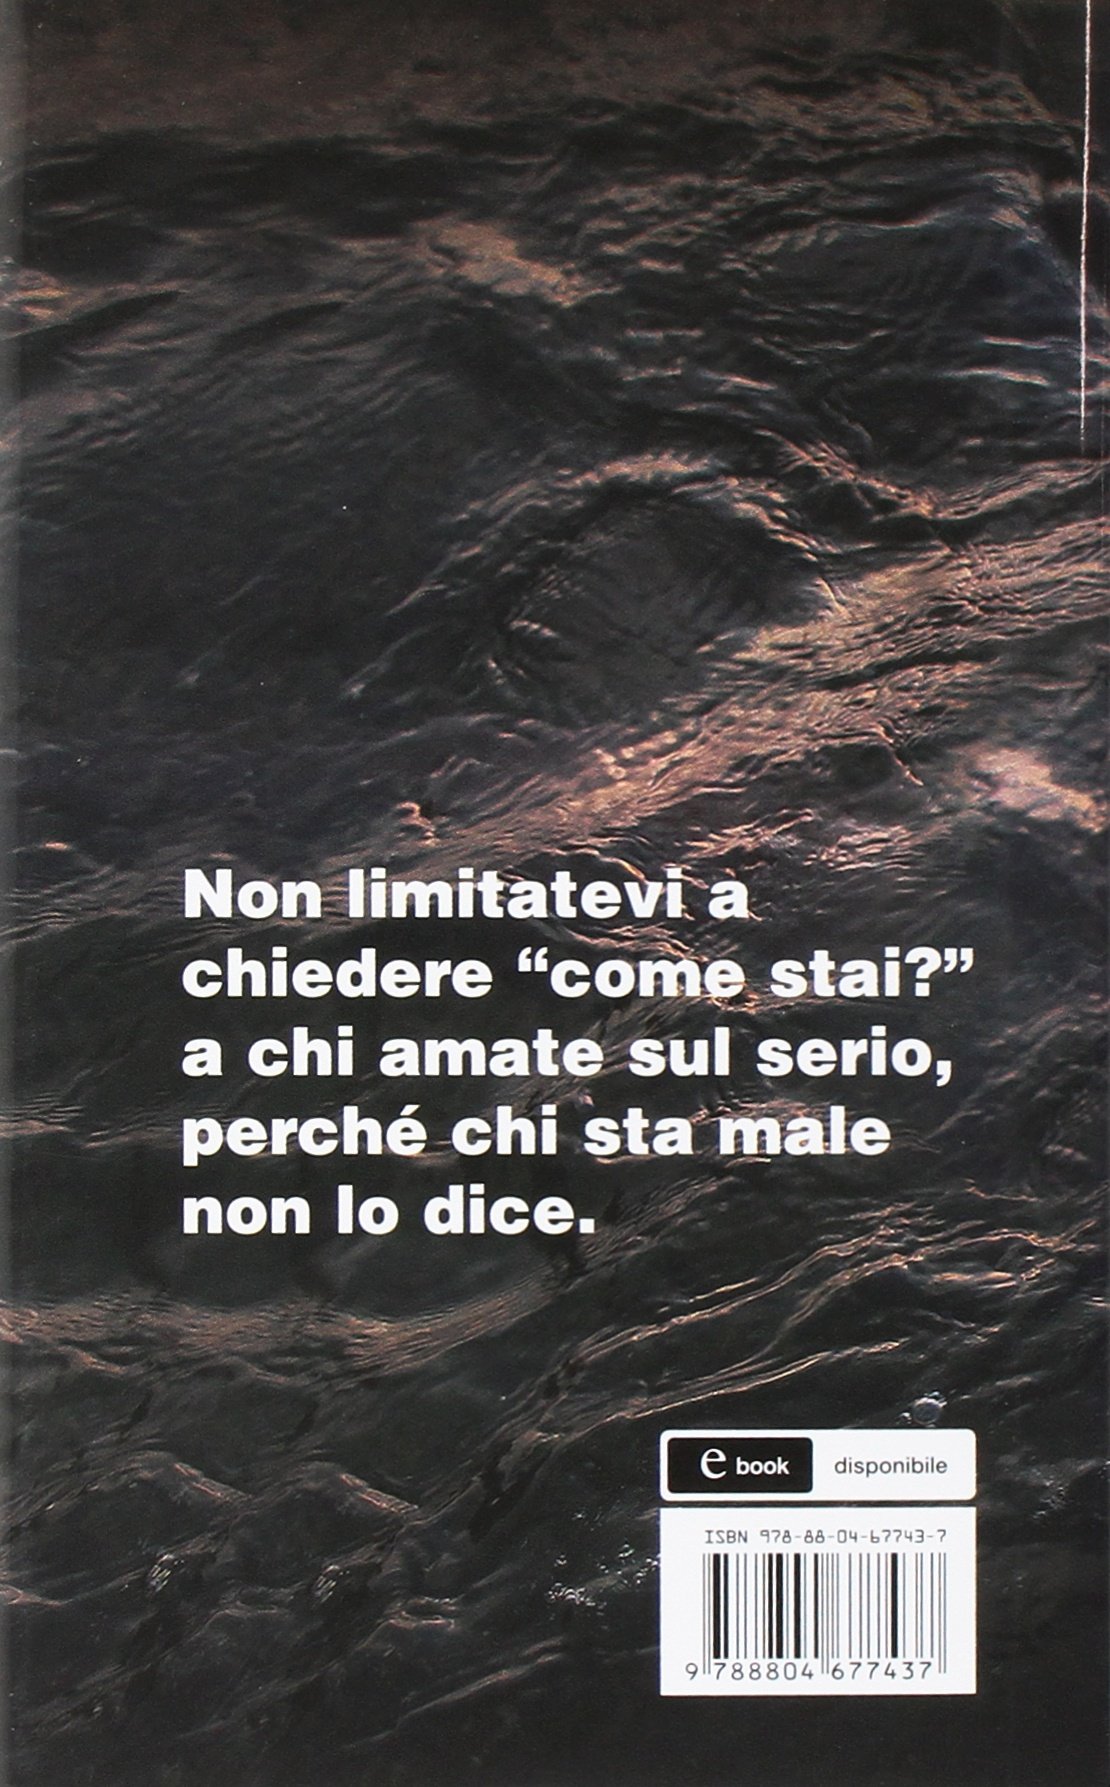 Non limitatevi a
chiedere “come stai?”
a chi amate sul serio,
perché chi sta male
non lo dice.
e book disponibile
ISBN 978-88-04-67743-7
9 788804 677437